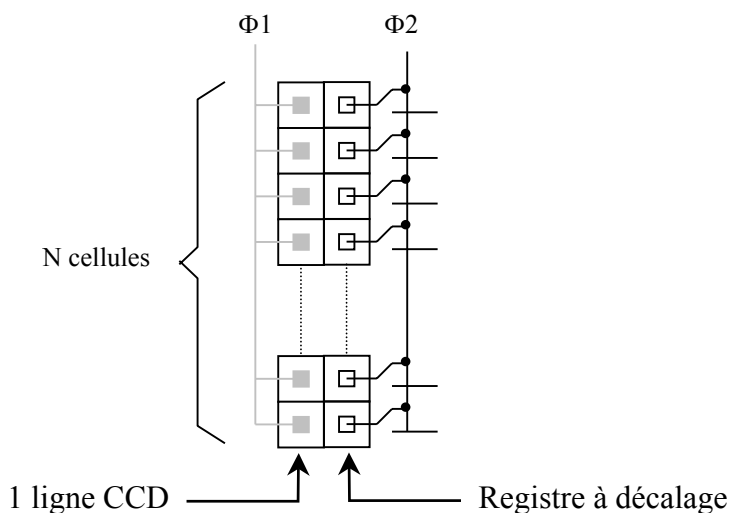 Φ1
Φ2
N cellules
1 ligne CCD
Registre à décalage